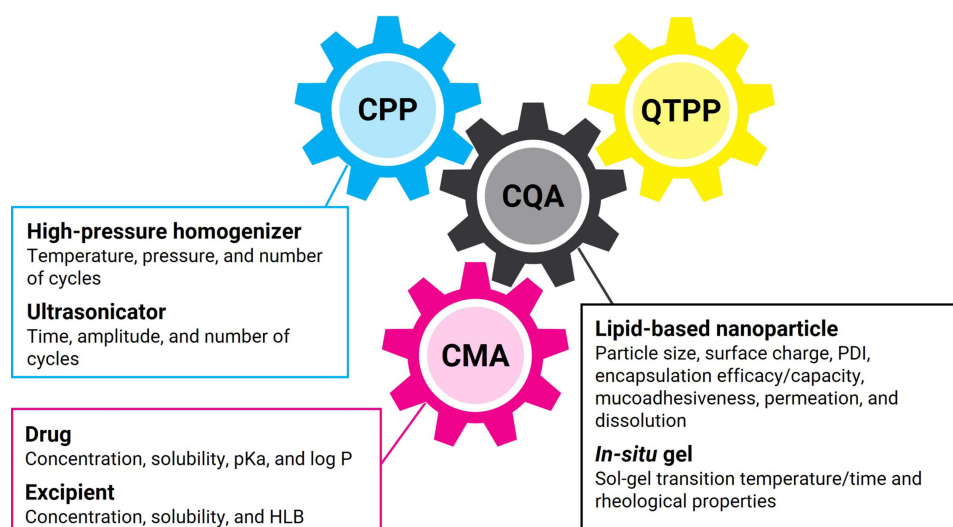 CPP
QTPP
CQA
CMA
High-pressure homogenizer
Temperature, pressure, and number
of cycles
Ultrasonicator
Time, amplitude, and number of
cycles
Drug
Concentration, solubility, pKa, and log P
Excipient
Concentration, solubility, and HLB
Lipid-based nanoparticle
Particle size, surface charge, PDI,
encapsulation efficacy/capacity,
mucoadhesiveness, permeation, and
dissolution
In-situ gel
Sol-gel transition temperature/time and
rheological properties